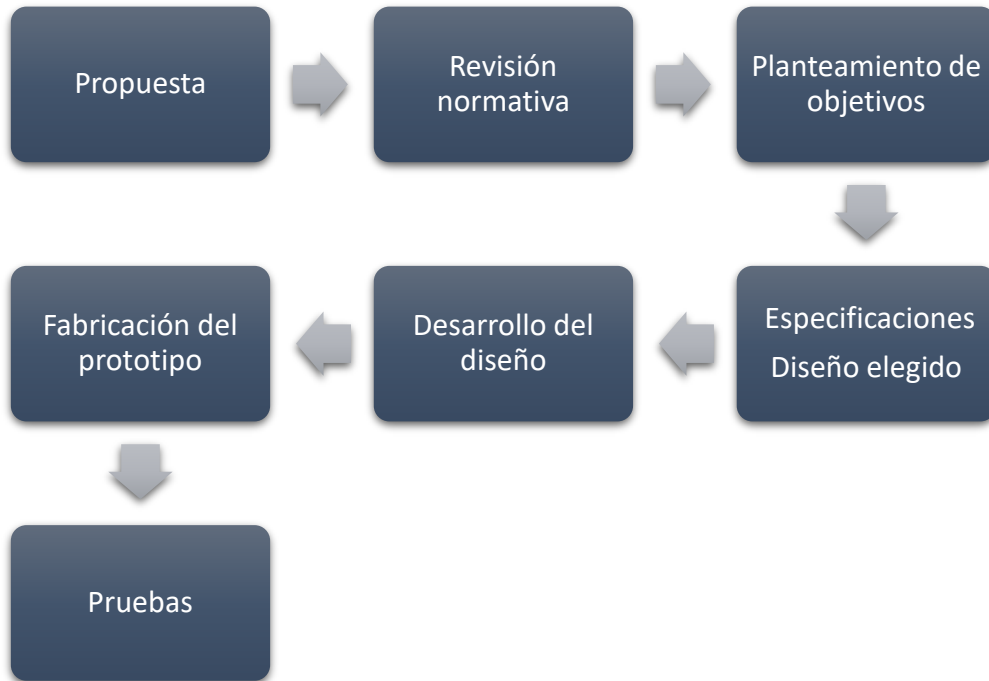 Propuesta
Revisión
normativa
Planteamiento de
objetivos
Especificaciones
Diseño elegido
Desarrollo del
diseño
Fabricación del
prototipo
Pruebas